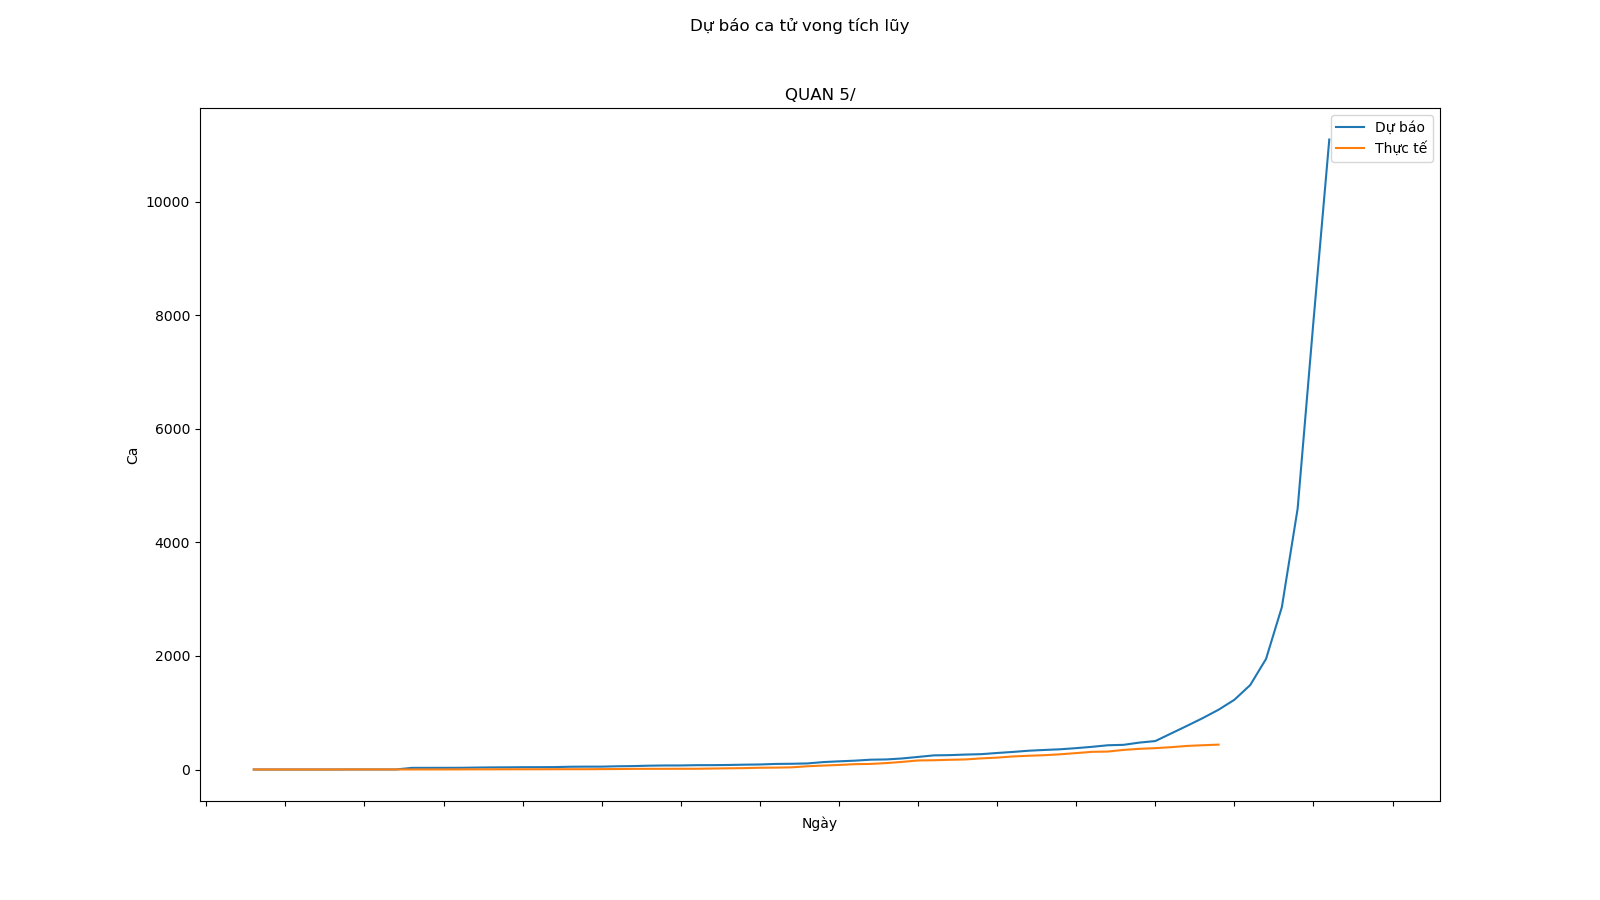 Dự báo ca tử vong tích lũy
QUAN 5/
Dự báo
Thực tế
10000
8000
6000
4000
2000
0
Ca
Ngày